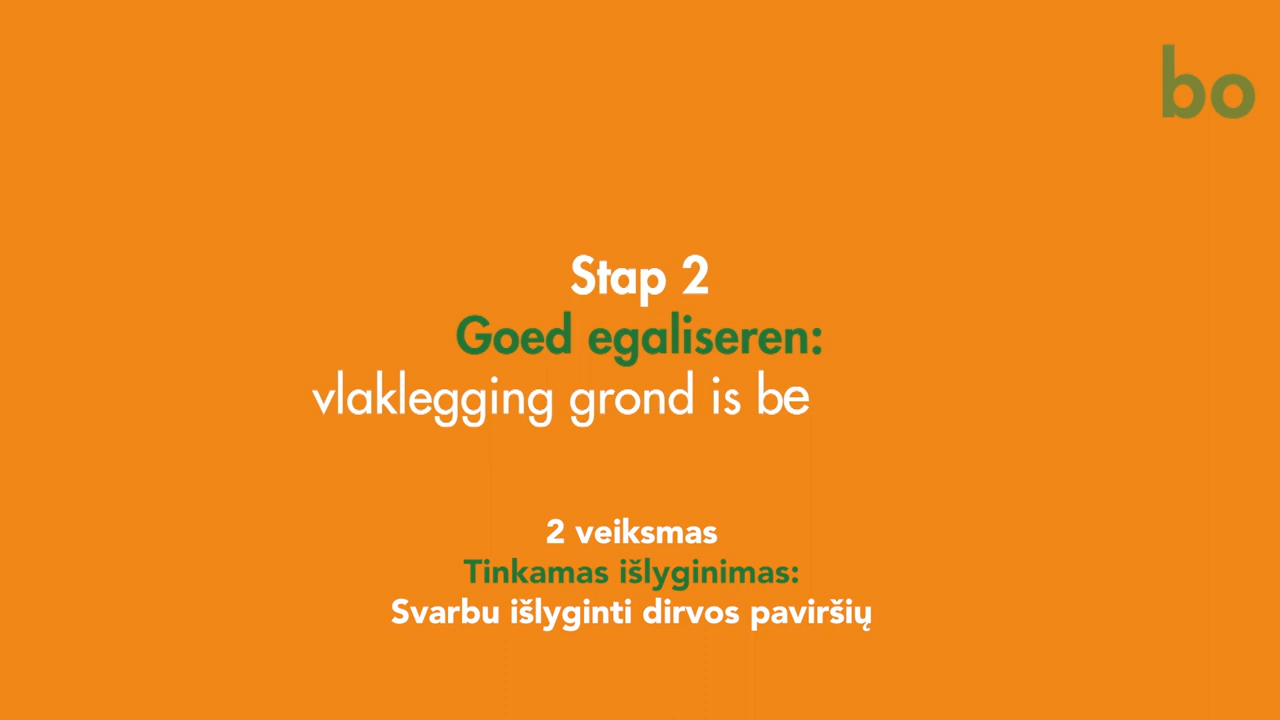 bo
Stap 2
Goed egaliseren:
vlaklegging grond is be
2 veiksmas
Tinkamas išlyginimas:
Svarbu išlyginti dirvos paviršių